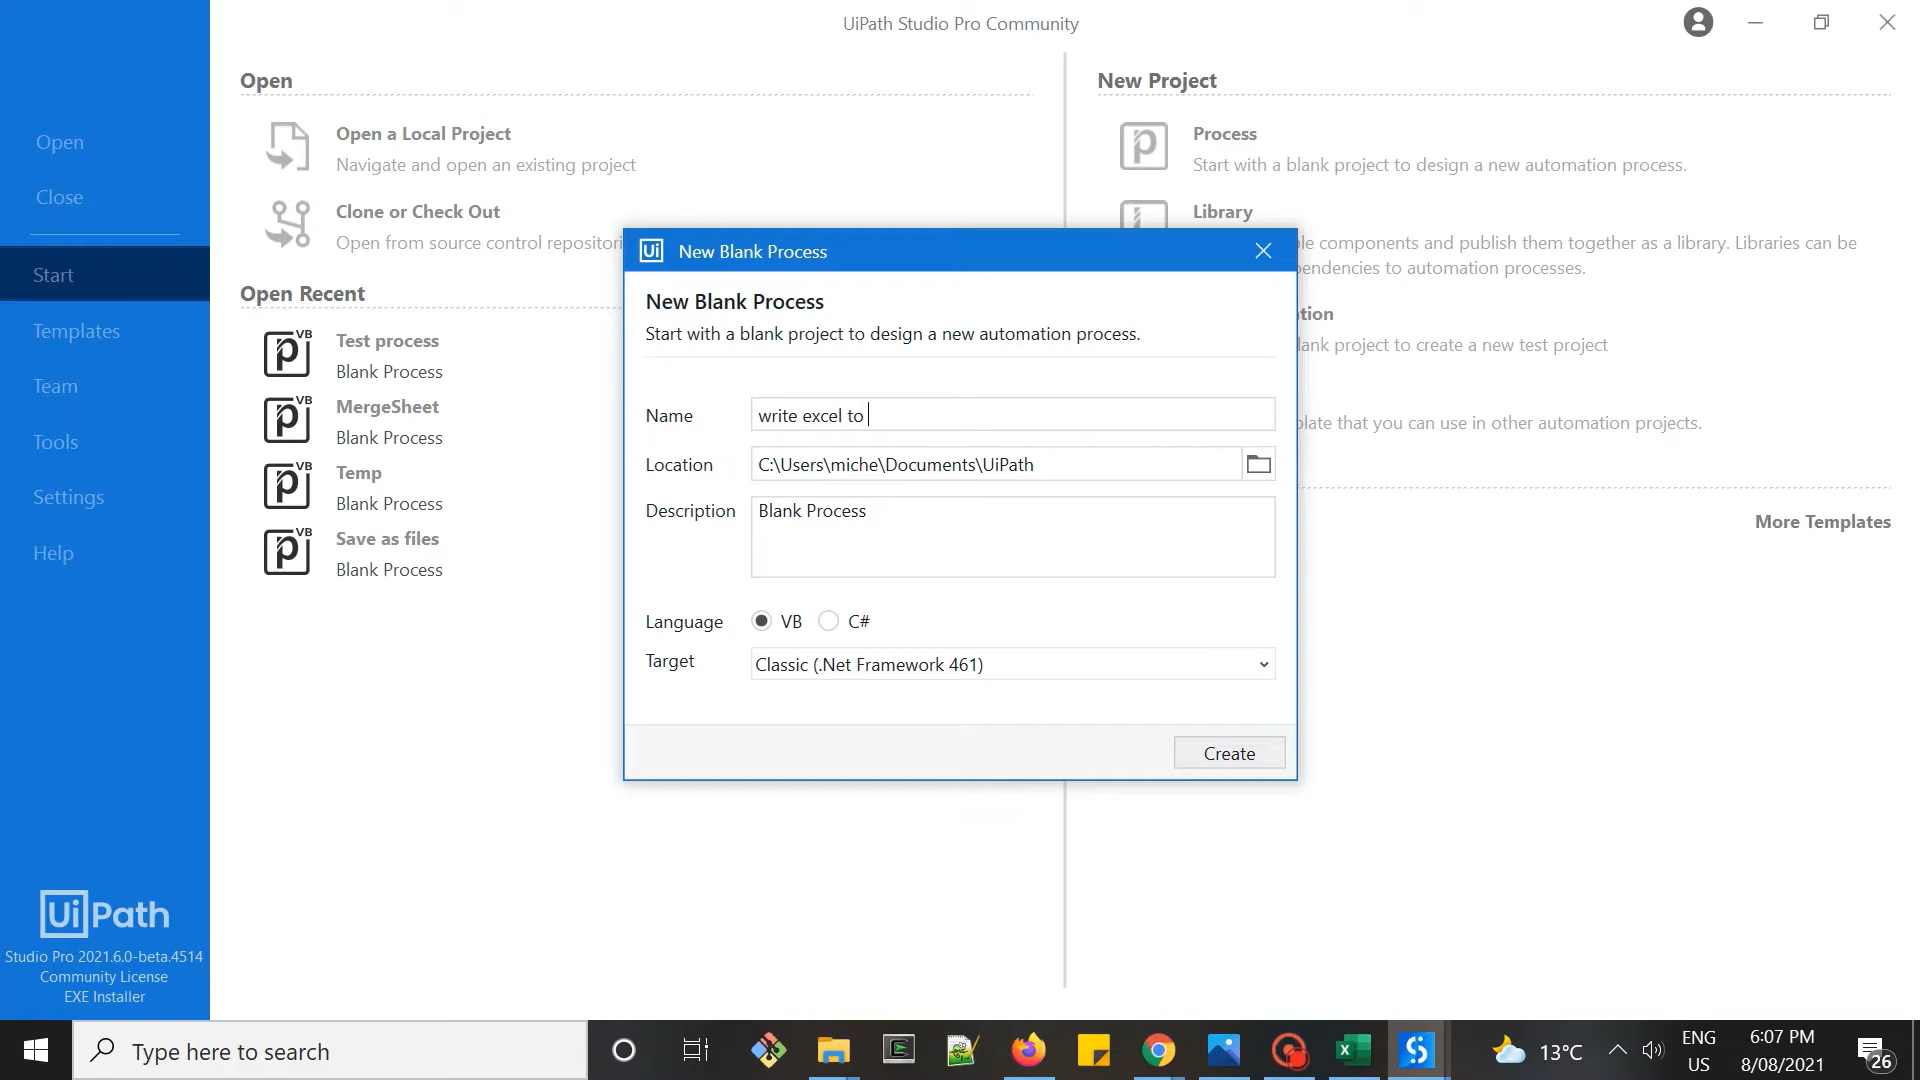 UiPath Studio Pro Community
Open
Close
Start
Templates
Team
Tools
Settings
Help
UiPath
Studio Pro 2021.6.0-beta.4514
Community License
EXE Installer
Open
Open a Local Project
Navigate and open an existing project
Clone or Check Out
Open from source control repositori
Open Recent
VB
Test process
Blank Process
VB
MergeSheet
Blank Process
VB
Temp
Blank Process
VB
Save as files
Blank Process
New Project
Process
Start with a blank project to design a new automation process.
Library
le components and publish them together as a library. Libraries can be
endencies to automation processes.
tion
lank project to create a new test project
late that you can use in other automation projects.
More Templates
Ui New Blank Process
New Blank Process
Start with a blank project to design a new automation process.
Name write excel to
Location C:\Users\miche\Documents\UiPath
Description Blank Process
Language VB C#
Target Classic (.Net Framework 461)
Create
Type here to search
13°C
ENG
US
6:07 PM
8/08/2021
26